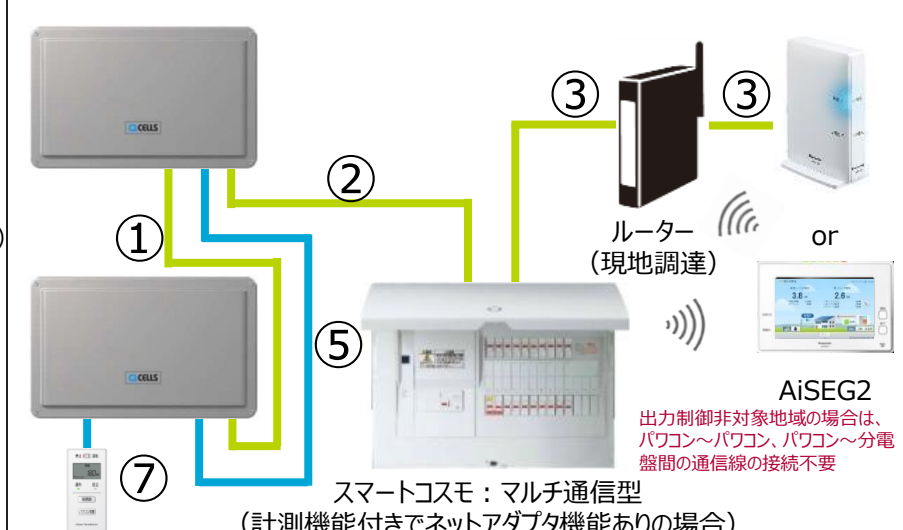 CELLS
③
③
②
①
ルーター
（現地調達）
or
CELLS
⑤
3.8
2.6
AiSEG2
出力制御非対象地域の場合は、
パワコン～パワコン、パワコン～分電
盤間の通信線の接続不要
⑦
スマートコスモ：マルチ通信型
（計測機能付きでネットアダプタ機能ありの場合）